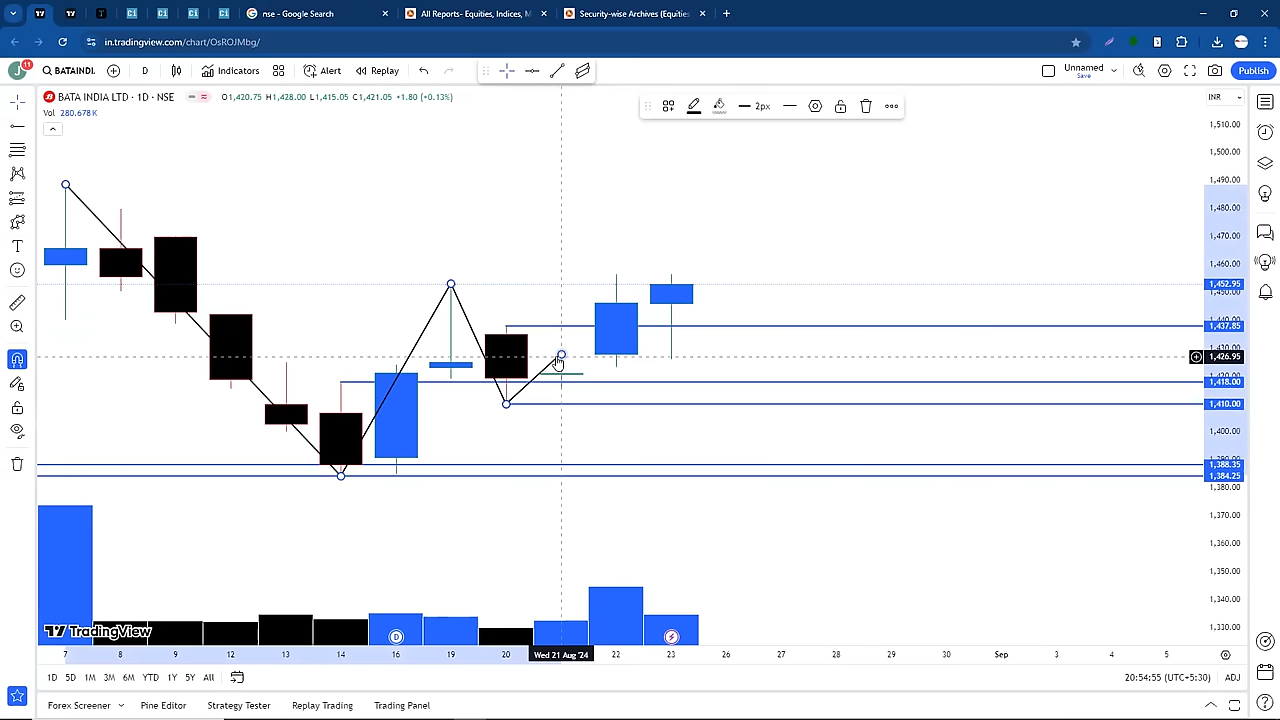 nse - Google Search
All Reports- Equities, Indices, M
Security-wise Archives (Equities
in.tradingview.com/chart/OsROJMbg/
J 11 BATAINDI. D Indicators Alert Replay Unnamed Save Publish
BATA INDIA LTD · 1D · NSE O1,420.75 H1,428.00 L1,415.05 C1,421.05 +1.80 (+0.13%) INR
Vol 280.678K
2px
1,510.00
1,500.00
1,490.00
1,480.00
1,470.00
1,460.00
1,452.95
1,437.85
1,426.95
1,418.00
1,410.00
1,400.00
1,388.35
1,384.25
1,380.00
1,370.00
1,360.00
1,350.00
1,340.00
1,330.00
TradingView
D
7 8 9 12 13 14 16 19 20 Wed 21 Aug '24 22 23 26 27 28 29 30 Sep 3 4 5
1D 5D 1M 3M 6M YTD 1Y 5Y All 20:54:55 (UTC+5:30) ADJ
Forex Screener Pine Editor Strategy Tester Replay Trading Trading Panel